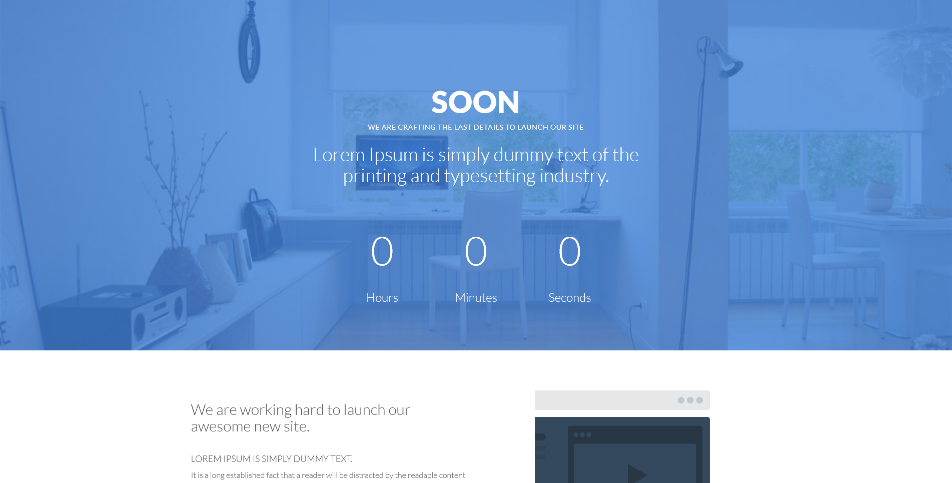 SOON
WE ARE CRAFTING THE LAST DETAILS TO LAUNCH OUR SITE
Lorem Ipsum is simply dummy text of the
printing and typesetting industry.
0 0 0
Hours Minutes Seconds
We are working hard to launch our
awesome new site.
LOREM IPSUM IS SIMPLY DUMMY TEXT.
It is a long established fact that a reader will be distracted by the readable content